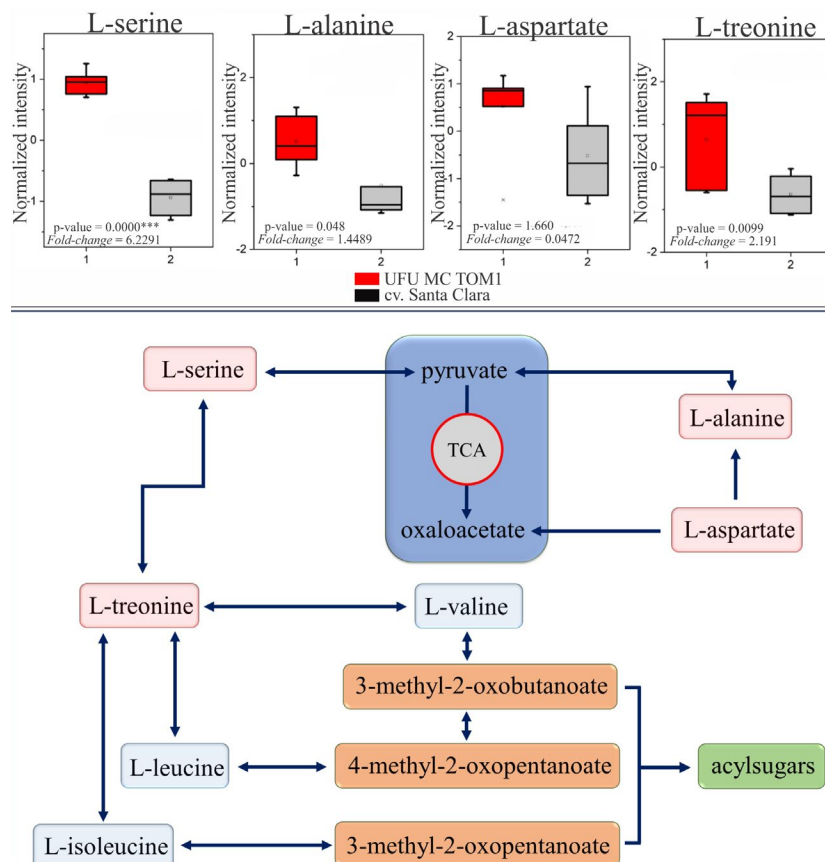 L-serine
L-alanine
L-aspartate
L-treonine
Normalized intensity
1
0
-1
p-value = 0.0000***
Fold-change = 6.2291
1 2
Normalized intensity
2
0
-2
p-value = 0.048
Fold-change = 1.4489
1 2
Normalized intensity
2
1
0
-1
-2
p-value = 1.660
Fold-change = 0.0472
1 2
Normalized intensity
2
0
-2
p-value = 0.0099
Fold-change = 2.191
1 2
UFU MC TOM1
cv. Santa Clara
L-serine
pyruvate
L-alanine
TCA
oxaloacetate
L-aspartate
L-treonine
L-valine
3-methyl-2-oxobutanoate
L-leucine
4-methyl-2-oxopentanoate
acylsugars
L-isoleucine
3-methyl-2-oxopentanoate